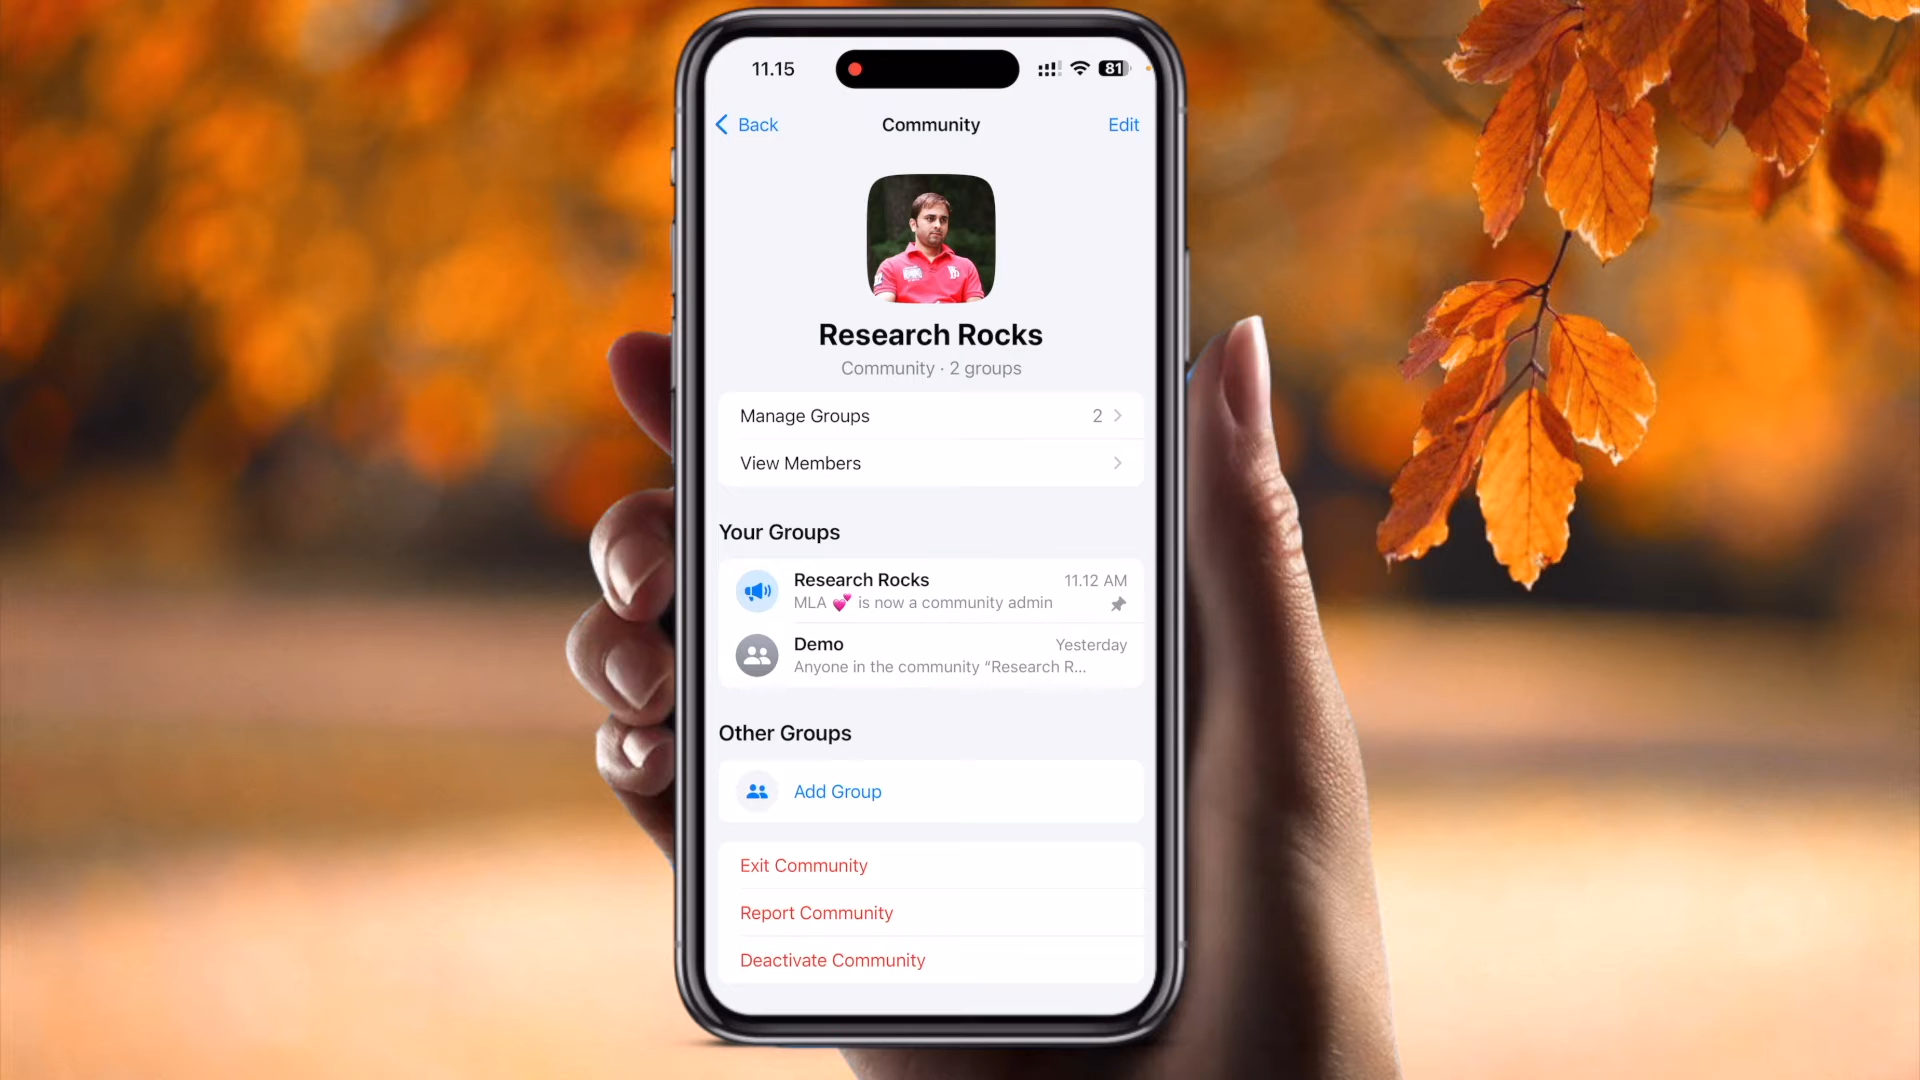 11.15
81
Back
Community
Edit
Research Rocks
Community · 2 groups
Manage Groups 2
View Members
Your Groups
Research Rocks 11.12 AM
MLA 💕 is now a community admin
Demo Yesterday
Anyone in the community “Research R...
Other Groups
Add Group
Exit Community
Report Community
Deactivate Community